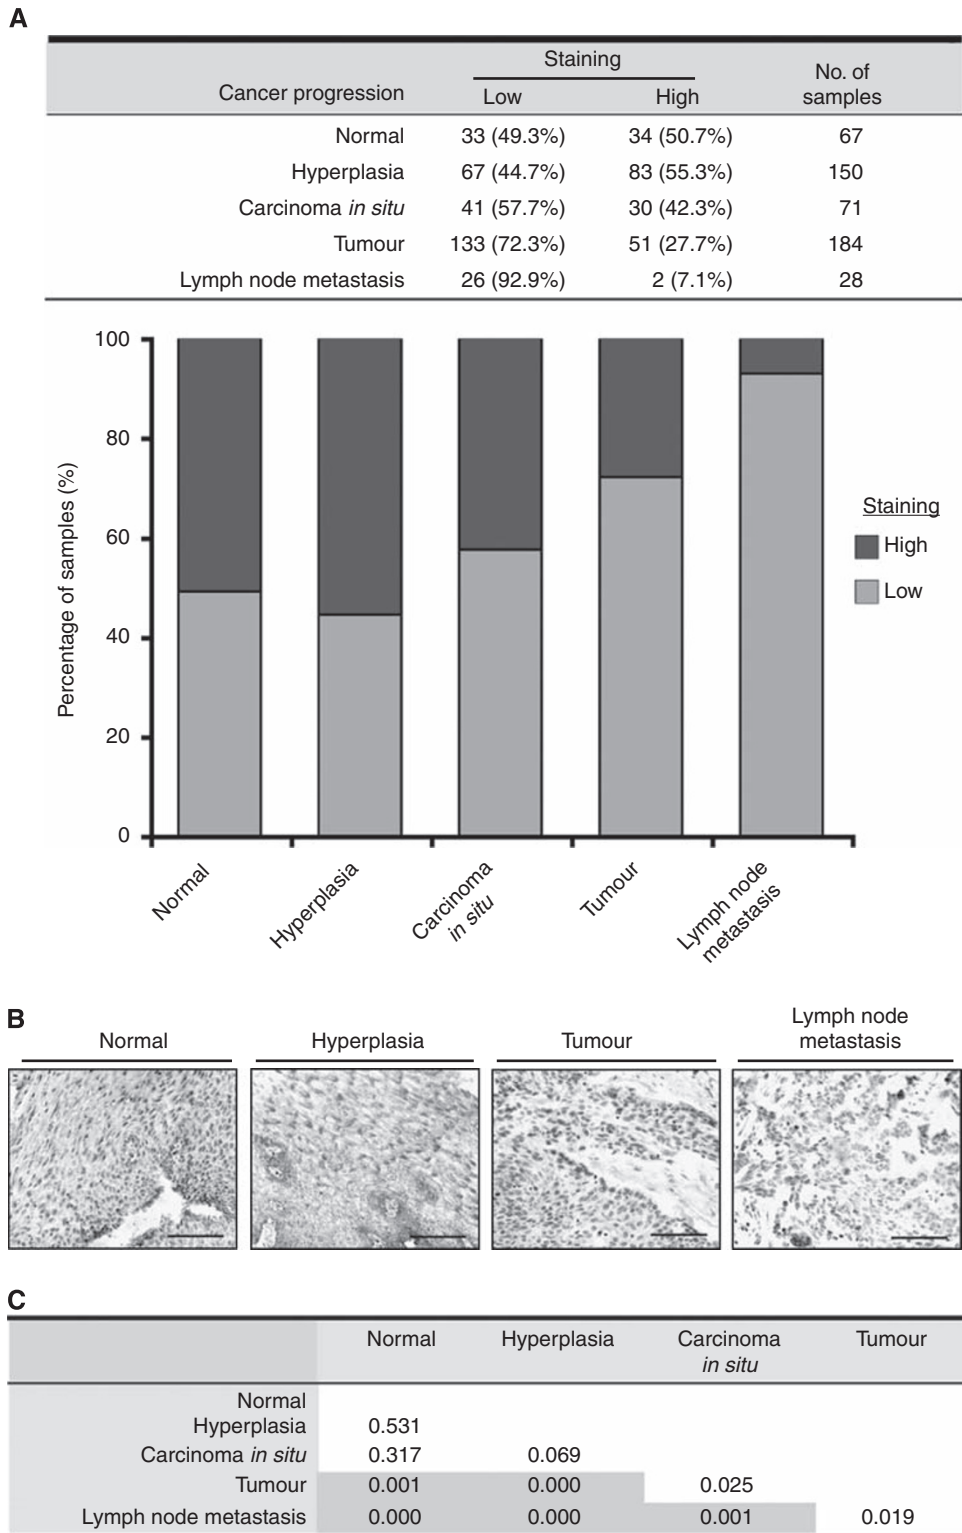 A
Staining
Cancer progression Low High No. of samples
Normal 33 (49.3%) 34 (50.7%) 67
Hyperplasia 67 (44.7%) 83 (55.3%) 150
Carcinoma in situ 41 (57.7%) 30 (42.3%) 71
Tumour 133 (72.3%) 51 (27.7%) 184
Lymph node metastasis 26 (92.9%) 2 (7.1%) 28
Percentage of samples (%)
100
80
60
40
20
0
Normal
Hyperplasia
Carcinoma
in situ
Tumour
Lymph node
metastasis
Staining
High
Low
B
Normal
Hyperplasia
Tumour
Lymph node
metastasis
C
Normal Hyperplasia Carcinoma in situ Tumour
Normal
Hyperplasia 0.531
Carcinoma in situ 0.317 0.069
Tumour 0.001 0.000 0.025
Lymph node metastasis 0.000 0.000 0.001 0.019